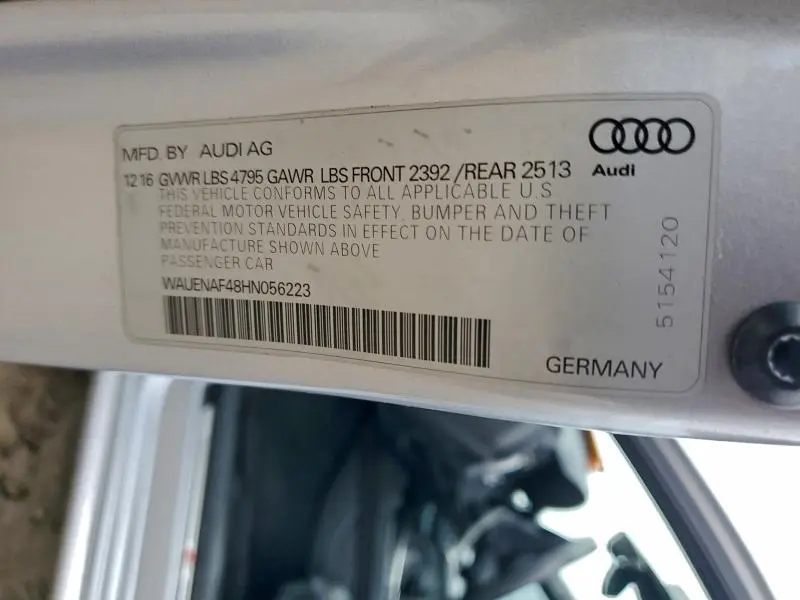 MFD. BY AUDI AG
Audi
12 16 GVWR LBS 4795 GAWR LBS FRONT 2392 /REAR 2513
THIS VEHICLE CONFORMS TO ALL APPLICABLE U.S
FEDERAL MOTOR VEHICLE SAFETY, BUMPER AND THEFT
PREVENTION STANDARDS IN EFFECT ON THE DATE OF
MANUFACTURE SHOWN ABOVE
PASSENGER CAR
WAUENAF48HN056223
5154120
GERMANY